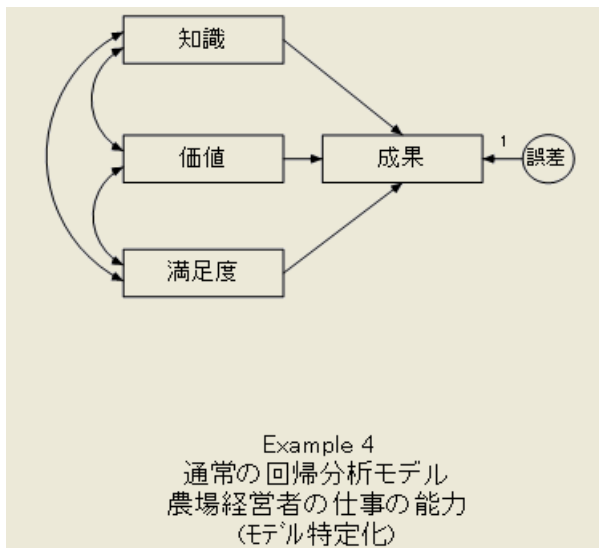 知識
価値
成果
1
誤差
満足度
Example 4
通常の回帰分析モデル
農場経営者の仕事の能力
(モデル特定化)